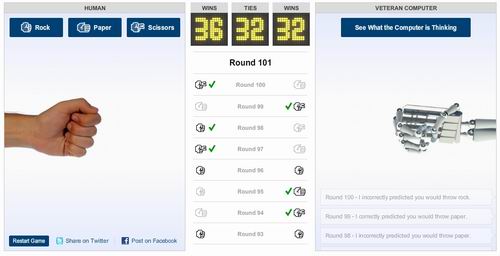 HUMAN
Rock
Paper
Scissors
WINS
TIES
WINS
36
32
32
VETERAN COMPUTER
See What the Computer is Thinking
Round 101
Round 100
Round 99
Round 98
Round 97
Round 96
Round 95
Round 94
Round 93
Round 100 - I incorrectly predicted you would throw rock.
Round 99 - I correctly predicted you would throw paper.
Round 98 - I incorrectly predicted you would throw paper.
Restart Game
Share on Twitter
Post on Facebook